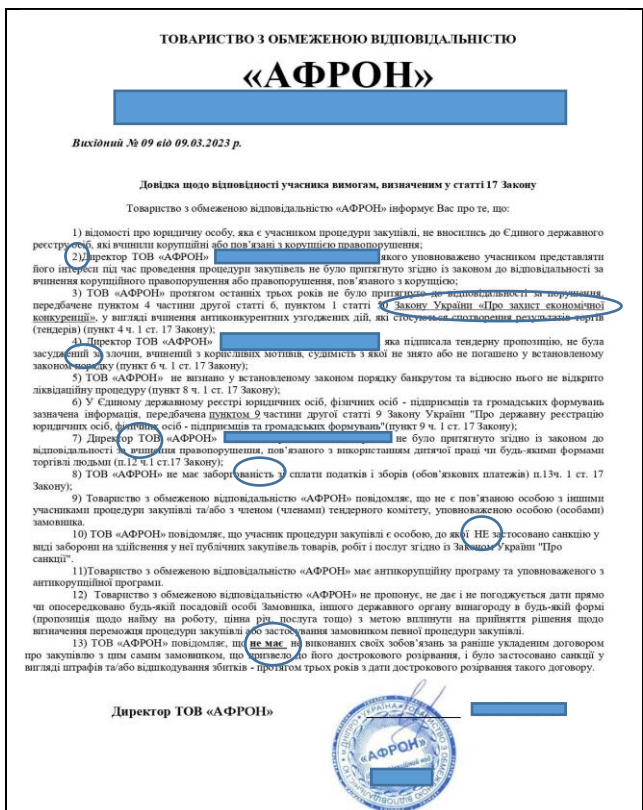 ТОВАРИСТВО З ОБМЕЖЕНОЮ ВІДПОВІДАЛЬНІСТЮ
«АФРОН»
Вихідний № 09 від 09.03.2023 р.
Довідка щодо відповідності учасника вимогам, визначеним у статті 17 Закону
Товариство з обмеженою відповідальністю «АФРОН» інформує Вас про те, що:
1) відомості про юридичну особу, яка є учасником процедури закупівлі, не вносились до Єдиного державного
реєстру осіб, які вчинили корупційні або пов'язані з корупцією правопорушення;
2)Директор ТОВ «АФРОН» якого уповноважено учасником представляти
його інтереси під час проведення процедури закупівель не було притягнуто згідно із законом до відповідальності за
вчинення корупційного правопорушення або правопорушення, пов'язаного з корупцією;
3) ТОВ «АФРОН» протягом останніх трьох років не було притягнуто до відповідальності за порушення,
передбачене пунктом 4 частини другої статті 6, пунктом 1 статті 50 Закону України «Про захист економічної
конкуренції», у вигляді вчинення антиконкурентних узгоджених дій, які стосуються спотворення результатів торгів
(тендерів) (пункт 4 ч. 1 ст. 17 Закону);
4) Директор ТОВ «АФРОН» яка підписала тендерну пропозицію, не була
засуджений за злочин, вчинений з корисливих мотивів, судимість з якої не знято або не погашено у встановленому
законом порядку (пункт 6 ч. 1 ст. 17 Закону);
5) ТОВ «АФРОН» не визнано у встановленому законом порядку банкрутом та відносно нього не відкрито
ліквідаційну процедуру (пункт 8 ч. 1 ст. 17 Закону);
6) У Єдиному державному реєстрі юридичних осіб, фізичних осіб - підприємців та громадських формувань
зазначена інформація, передбачена пунктом 9 частини другої статті 9 Закону України "Про державну реєстрацію
юридичних осіб, фізичних осіб - підприємців та громадських формувань"(пункт 9 ч. 1 ст. 17 Закону);
7) Директор ТОВ «АФРОН» не було притягнуто згідно із законом до
відповідальності за вчинення правопорушення, пов'язаного з використанням дитячої праці чи будь-якими формами
торгівлі людьми (п.12 ч.1 ст.17 Закону);
8) ТОВ «АФРОН» не має заборгованість зі сплати податків і зборів (обов'язкових платежів) п.13ч. 1 ст. 17
Закону);
9) Товариство з обмеженою відповідальністю «АФРОН» повідомляє, що не є пов'язаною особою з іншими
учасниками процедури закупівлі та/або з членом (членами) тендерного комітету, уповноваженою особою (особами)
замовника.
10) ТОВ «АФРОН» повідомляє, що учасник процедури закупівлі є особою, до якої НЕ застосовано санкцію у
виді заборони на здійснення у неї публічних закупівель товарів, робіт і послуг згідно із Законом України "Про
санкції".
11)Товариство з обмеженою відповідальністю «АФРОН» має антикорупційну програму та уповноваженого з
антикорупційної програми.
12) Товариство з обмеженою відповідальністю «АФРОН» не пропонує, не дає і не погоджується дати прямо
чи опосередковано будь-якій посадовій особі Замовника, іншого державного органу винагороду в будь-якій формі
(пропозиція щодо найму на роботу, цінна річ, послуга тощо) з метою вплинути на прийняття рішення щодо
визначення переможця процедури закупівлі або застосування замовником певної процедури закупівлі.
13) ТОВ «АФРОН» повідомляє, що не має не виконаних своїх зобов'язань за раніше укладеним договором
про закупівлю з цим самим замовником, що призвело до його дострокового розірвання, і було застосовано санкції у
вигляді штрафів та/або відшкодування збитків - протягом трьох років з дати дострокового розірвання такого договору.
Директор ТОВ «АФРОН»
«АФРОН»